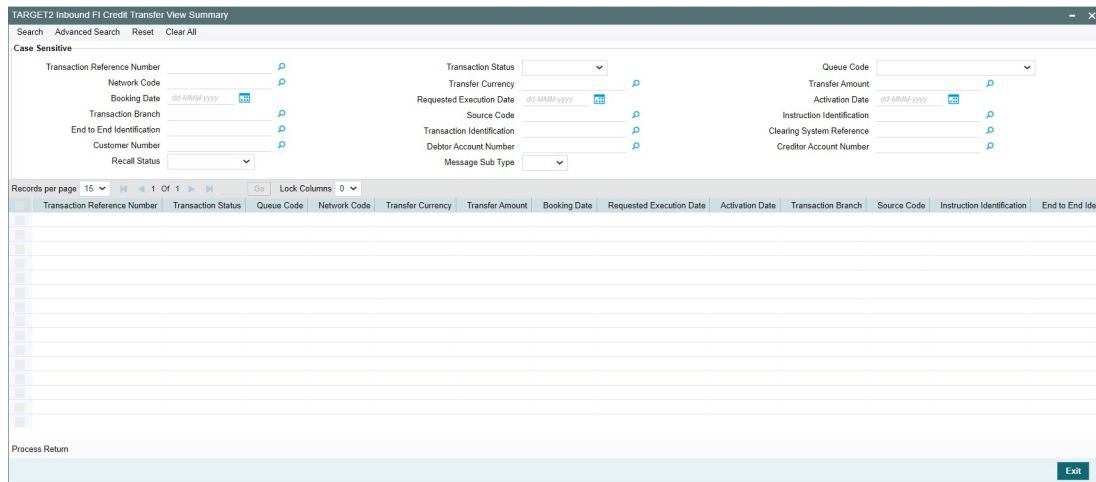 TARGET2 Inbound FI Credit Transfer View Summary
Search Advanced Search Reset Clear All
Case Sensitive
Transaction Reference Number Transaction Status Queue Code
Network Code Transfer Currency Transfer Amount
Booking Date dd-MMM-yyyy Requested Execution Date dd-MMM-yyyy Activation Date dd-MMM-yyyy
Transaction Branch Source Code Instruction Identification
End to End Identification Transaction Identification Clearing System Reference
Customer Number Debtor Account Number Creditor Account Number
Recall Status Message Sub Type
Records per page 15 1 Of 1 Go Lock Columns 0
Transaction Reference Number Transaction Status Queue Code Network Code Transfer Currency Transfer Amount Booking Date Requested Execution Date Activation Date Transaction Branch Source Code Instruction Identification End to End Ide
Process Return
Exit